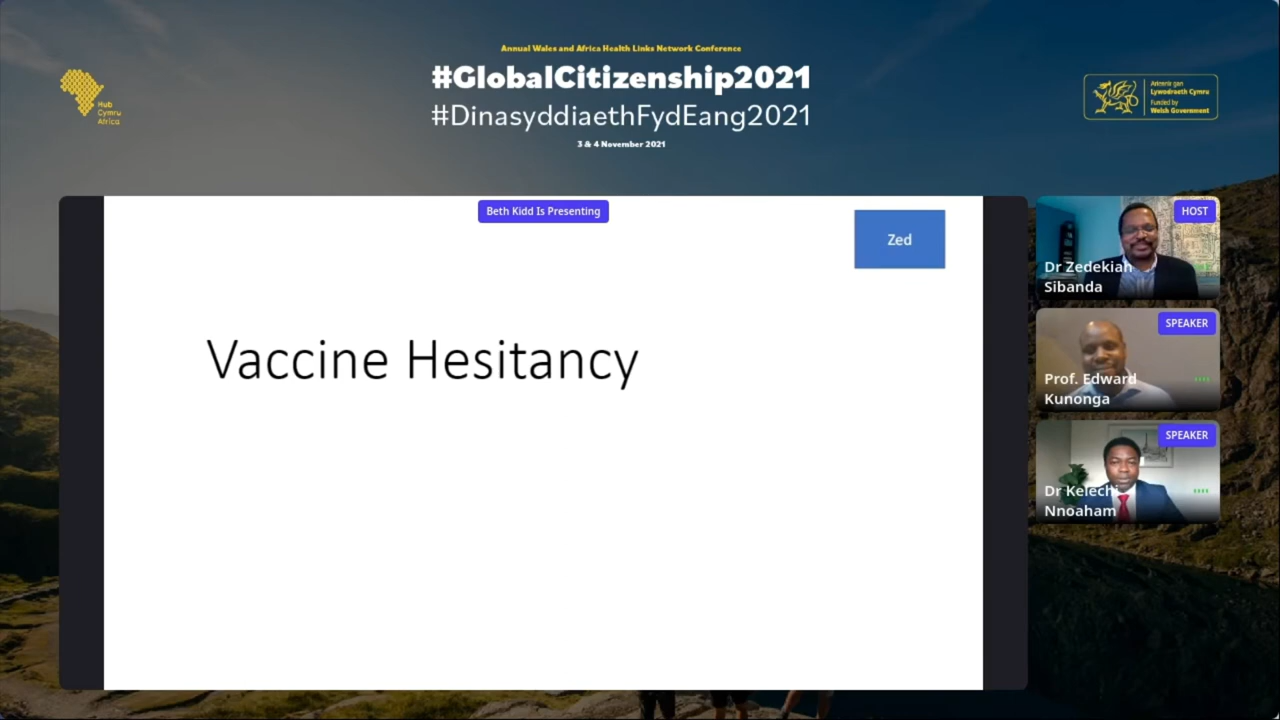 Annual Wales and Africa Health Links Network Conference
#GlobalCitizenship2021
#DinasyddiaethFydEang2021
3 & 4 November 2021
Hub
Cymru
Africa
Ariennir gan
Lywodraeth Cymru
Funded by
Welsh Government
Beth Kidd Is Presenting
Zed
Vaccine Hesitancy
HOST
Dr Zedekiah
Sibanda
SPEAKER
Prof. Edward
Kunonga
SPEAKER
Dr Kelechi
Nnoaham